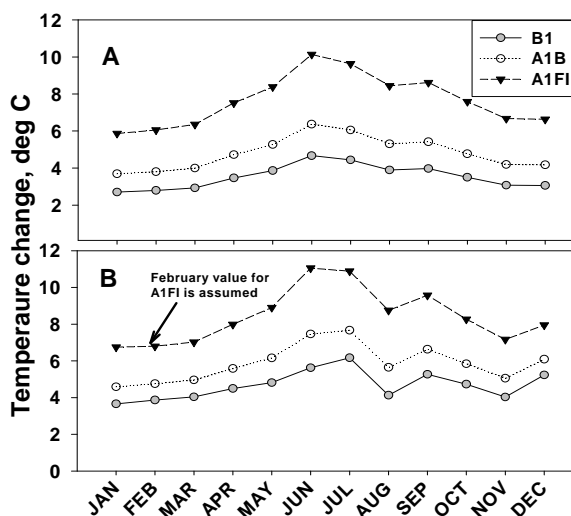 12
10
8
6
4
2
A
B1
A1B
A1FI
Temperaure change, deg C
12
10
8
6
4
2
0
B
February value for
A1FI is assumed
JAN
FEB
MAR
APR
MAY
JUN
JUL
AUG
SEP
OCT
NOV
DEC